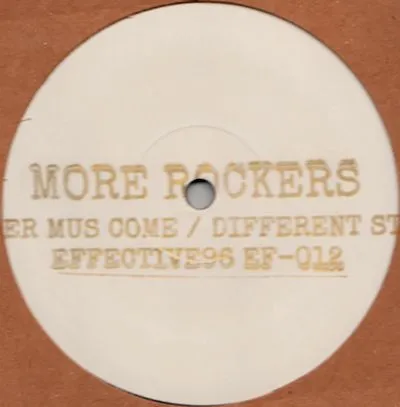 MORE ROCKERS
ER MUS COME / DIFFERENT ST
EFFECTIVE96 EF-012